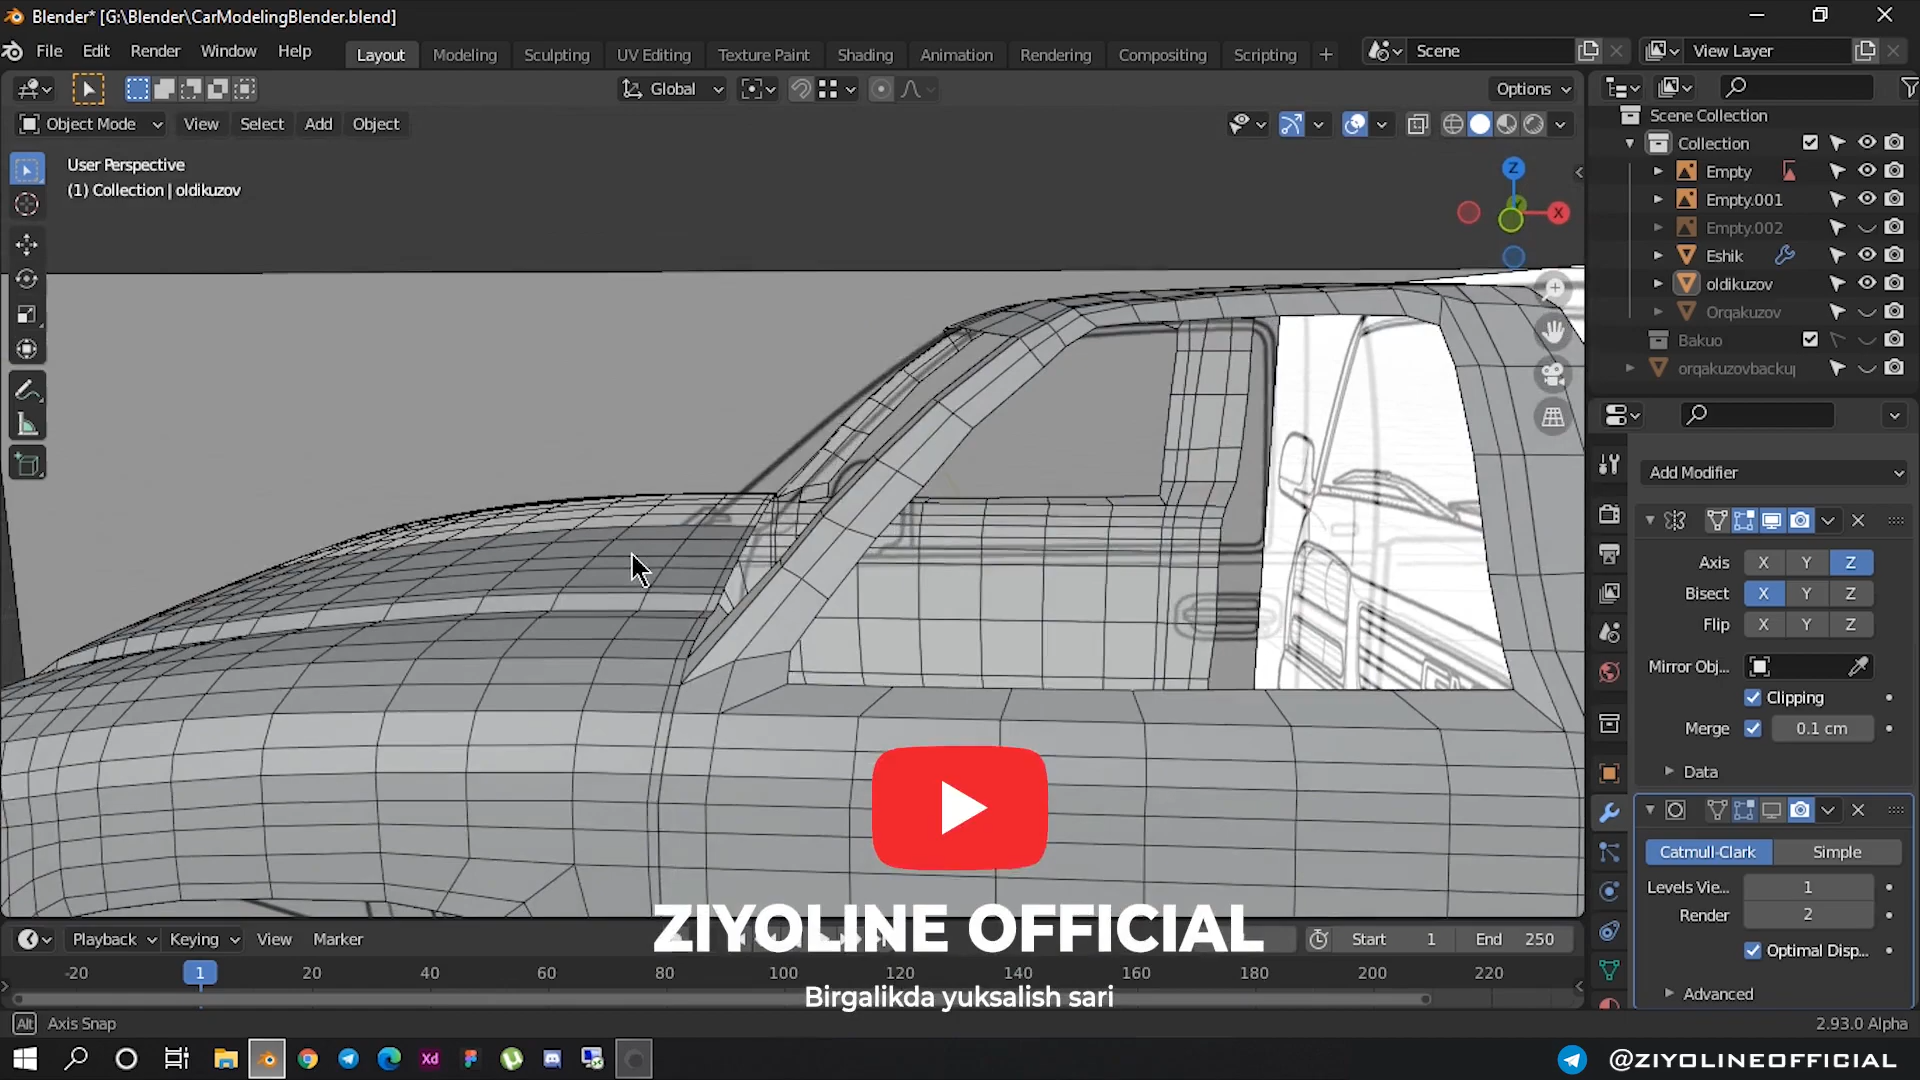 Blender* [G:\Blender\CarModelingBlender.blend]
File Edit Render Window Help
Layout Modeling Sculpting UV Editing Texture Paint Shading Animation Rendering Compositing Scripting +
Scene
View Layer
Global
Options
Object Mode View Select Add Object
User Perspective
(1) Collection | oldikuzov
Z
X
Scene Collection
Collection
Empty
Empty.001
Empty.002
Eshik
oldikuzov
Orqakuzov
Bakuo
orqakuzovbackup
Add Modifier
Axis X Y Z
Bisect X Y Z
Flip X Y Z
Mirror Obj...
Clipping
Merge 0.1 cm
Data
Catmull-Clark Simple
Levels Vie... 1
Render 2
Optimal Disp...
Advanced
ZIYOLINE OFFICIAL
Birgalikda yuksalish sari
Playback Keying View Marker
Start 1 End 250
-20 1 20 40 60 80 100 120 140 160 180 200 220
Alt Axis Snap
2.93.0 Alpha
Xd
@ZIYOLINEOFFICIAL